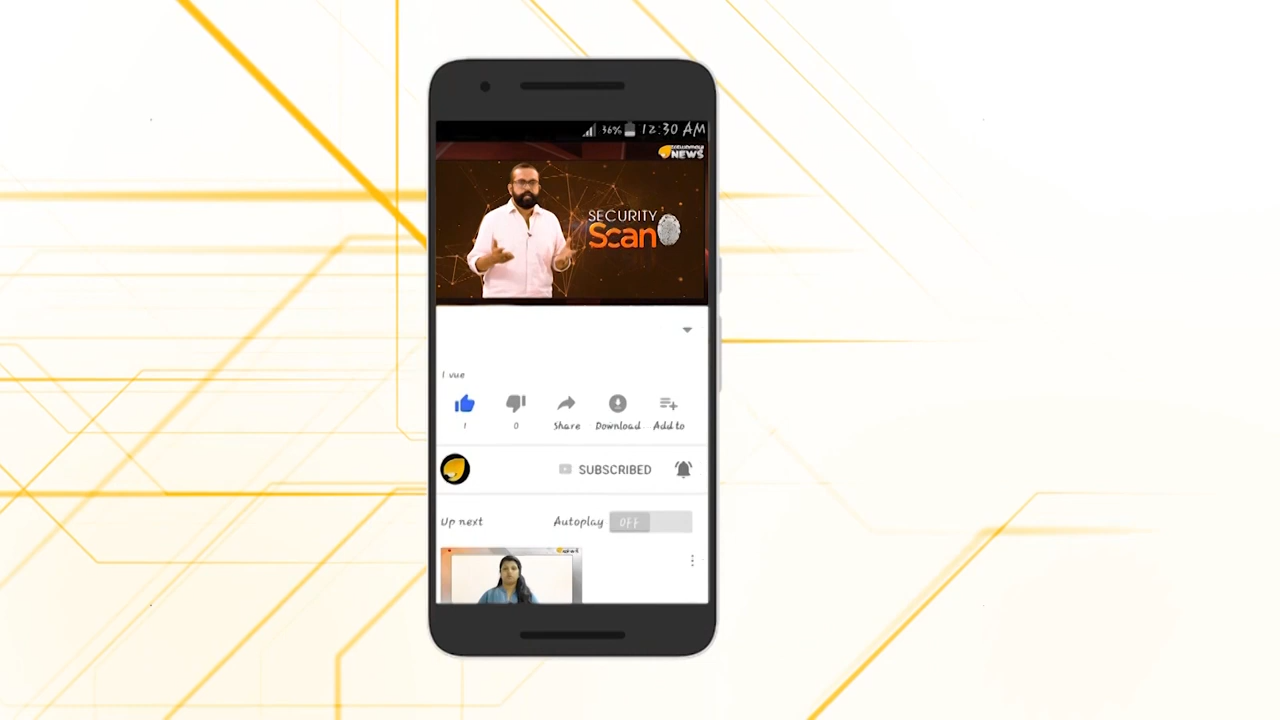 36% 12:30 AM
NEWS
SECURITY
Scan
1 vue
1
0
Share
Download
Add to
SUBSCRIBED
Up next
Autoplay
OFF